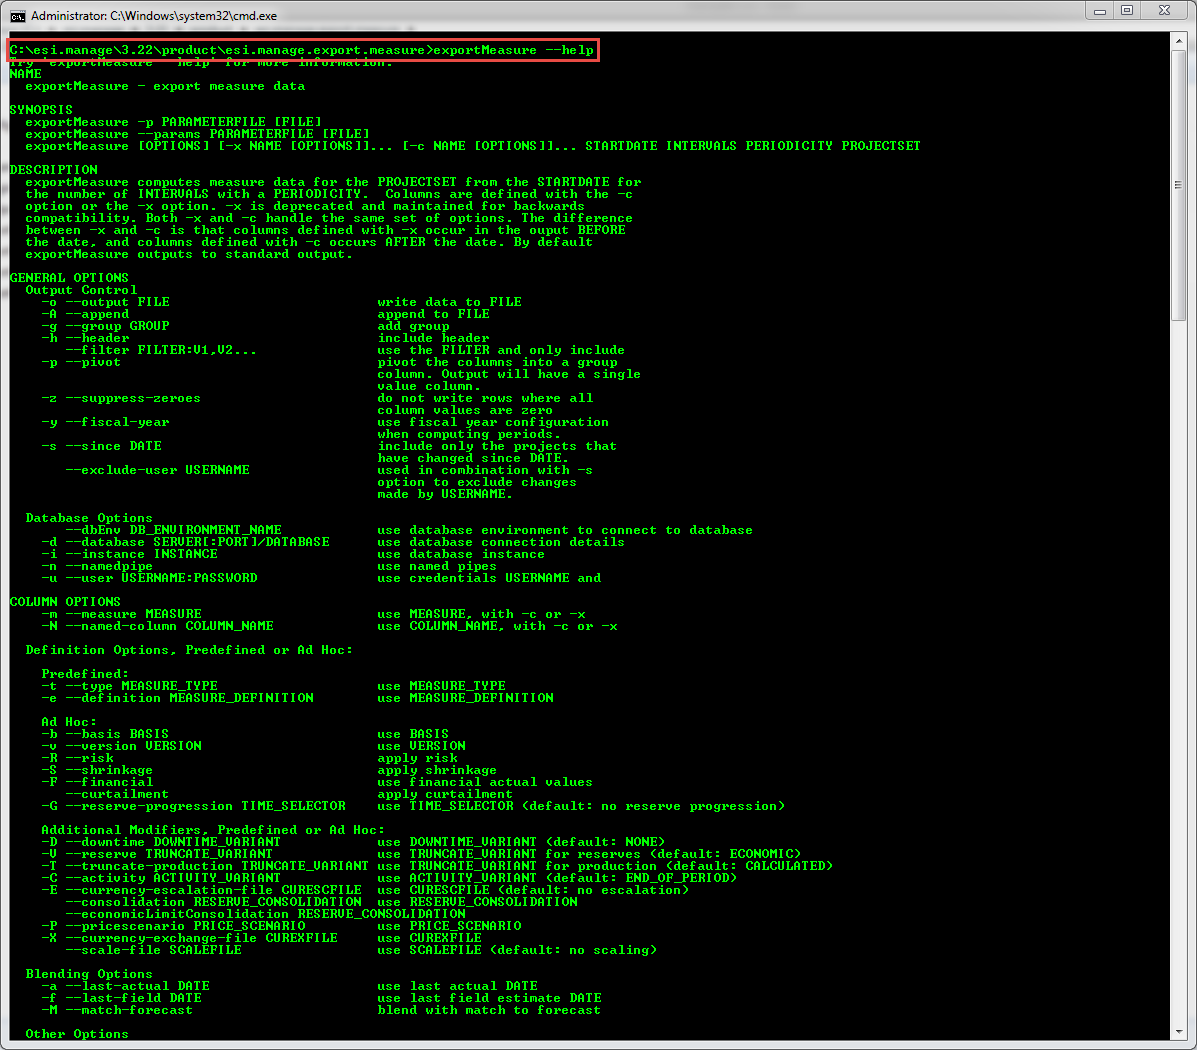 Administrator: C:\Windows\system32\cmd.exe
C:\esi.manage\3.22\product\esi.manage.export.measure>exportMeasure --help
Try 'exportMeasure --help' for more information.
NAME
exportMeasure - export measure data
SYNOPSIS
exportMeasure -p PARAMETERFILE [FILE]
exportMeasure --params PARAMETERFILE [FILE]
exportMeasure [OPTIONS] [-x NAME [OPTIONS]]... [-c NAME [OPTIONS]]... STARTDATE INTERVALS PERIODICITY PROJECTSET
DESCRIPTION
exportMeasure computes measure data for the PROJECTSET from the STARTDATE for
the number of INTERVALS with a PERIODICITY.  Columns are defined with the -c
option or the -x option. -x is deprecated and maintained for backwards
compatibility. Both -x and -c handle the same set of options. The difference
between -x and -c is that columns defined with -x occur in the ouput BEFORE
the date, and columns defined with -c occurs AFTER the date. By default
exportMeasure outputs to standard output.
GENERAL OPTIONS
Output Control
-o --output FILE write data to FILE
-A --append append to FILE
-g --group GROUP add group
-h --header include header
--filter FILTER:V1,V2... use the FILTER and only include
-p --pivot pivot the columns into a group
column. Output will have a single
value column.
-z --suppress-zeroes do not write rows where all
column values are zero
-y --fiscal-year use fiscal year configuration
when computing periods.
-s --since DATE include only the projects that
have changed since DATE.
--exclude-user USERNAME used in combination with -s
option to exclude changes
made by USERNAME.
Database Options
--dbEnv DB_ENVIRONMENT_NAME use database environment to connect to database
-d --database SERVER[:PORT]/DATABASE use database connection details
-i --instance INSTANCE use database instance
-n --namedpipe use named pipes
-u --user USERNAME:PASSWORD use credentials USERNAME and
COLUMN OPTIONS
-m --measure MEASURE use MEASURE, with -c or -x
-N --named-column COLUMN_NAME use COLUMN_NAME, with -c or -x
Definition Options, Predefined or Ad Hoc:
Predefined:
-t --type MEASURE_TYPE use MEASURE_TYPE
-e --definition MEASURE_DEFINITION use MEASURE_DEFINITION
Ad Hoc:
-b --basis BASIS use BASIS
-v --version VERSION use VERSION
-R --risk apply risk
-S --shrinkage apply shrinkage
-F --financial use financial actual values
--curtailment apply curtailment
-G --reserve-progression TIME_SELECTOR use TIME_SELECTOR (default: no reserve progression)
Additional Modifiers, Predefined or Ad Hoc:
-D --downtime DOWNTIME_VARIANT use DOWNTIME_VARIANT (default: NONE)
-V --reserve TRUNCATE_VARIANT use TRUNCATE_VARIANT for reserves (default: ECONOMIC)
-T --truncate-production TRUNCATE_VARIANT use TRUNCATE_VARIANT for production (default: CALCULATED)
-C --activity ACTIVITY_VARIANT use ACTIVITY_VARIANT (default: END_OF_PERIOD)
-E --currency-escalation-file CURESCFILE use CURESCFILE (default: no escalation)
--consolidation RESERVE_CONSOLIDATION use RESERVE_CONSOLIDATION
--economicLimitConsolidation RESERVE_CONSOLIDATION
-P --pricescenario PRICE_SCENARIO use PRICE_SCENARIO
-X --currency-exchange-file CUREXFILE use CUREXFILE
--scale-file SCALEFILE use SCALEFILE (default: no scaling)
Blending Options
-a --last-actual DATE use last actual DATE
-f --last-field DATE use last field estimate DATE
-M --match-forecast blend with match to forecast
Other Options